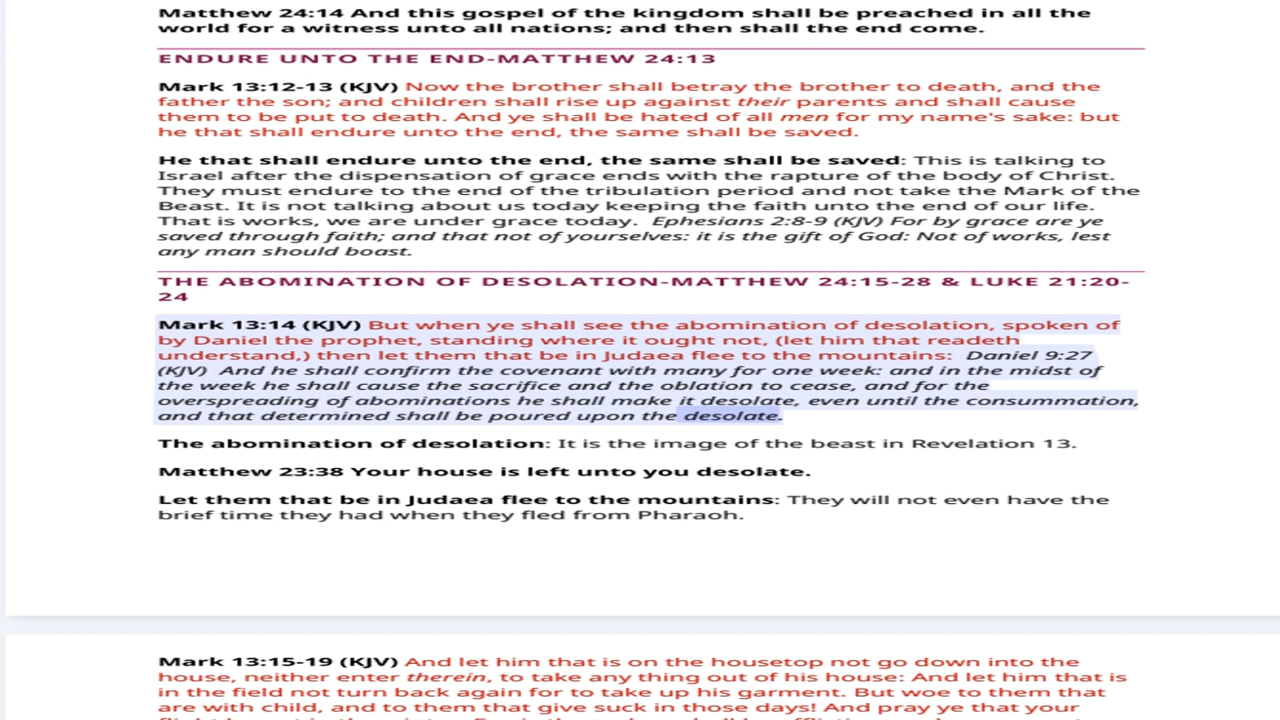 Matthew 24:14 And this gospel of the kingdom shall be preached in all the
world for a witness unto all nations; and then shall the end come.
ENDURE UNTO THE END-MATTHEW 24:13
Mark 13:12-13 (KJV) Now the brother shall betray the brother to death, and the
father the son; and children shall rise up against their parents and shall cause
them to be put to death. And ye shall be hated of all men for my name's sake: but
he that shall endure unto the end, the same shall be saved.
He that shall endure unto the end, the same shall be saved: This is talking to
Israel after the dispensation of grace ends with the rapture of the body of Christ.
They must endure to the end of the tribulation period and not take the Mark of the
Beast. It is not talking about us today keeping the faith unto the end of our life.
That is works, we are under grace today. Ephesians 2:8-9 (KJV) For by grace are ye
saved through faith; and that not of yourselves: it is the gift of God: Not of works, lest
any man should boast.
THE ABOMINATION OF DESOLATION-MATTHEW 24:15-28 & LUKE 21:20-
24
Mark 13:14 (KJV) But when ye shall see the abomination of desolation, spoken of
by Daniel the prophet, standing where it ought not, (let him that readeth
understand,) then let them that be in Judaea flee to the mountains: Daniel 9:27
(KJV) And he shall confirm the covenant with many for one week: and in the midst of
the week he shall cause the sacrifice and the oblation to cease, and for the
overspreading of abominations he shall make it desolate, even until the consummation,
and that determined shall be poured upon the desolate.
The abomination of desolation: It is the image of the beast in Revelation 13.
Matthew 23:38 Your house is left unto you desolate.
Let them that be in Judaea flee to the mountains: They will not even have the
brief time they had when they fled from Pharaoh.
Mark 13:15-19 (KJV) And let him that is on the housetop not go down into the
house, neither enter therein, to take any thing out of his house: And let him that is
in the field not turn back again for to take up his garment. But woe to them that
are with child, and to them that give suck in those days! And pray ye that your